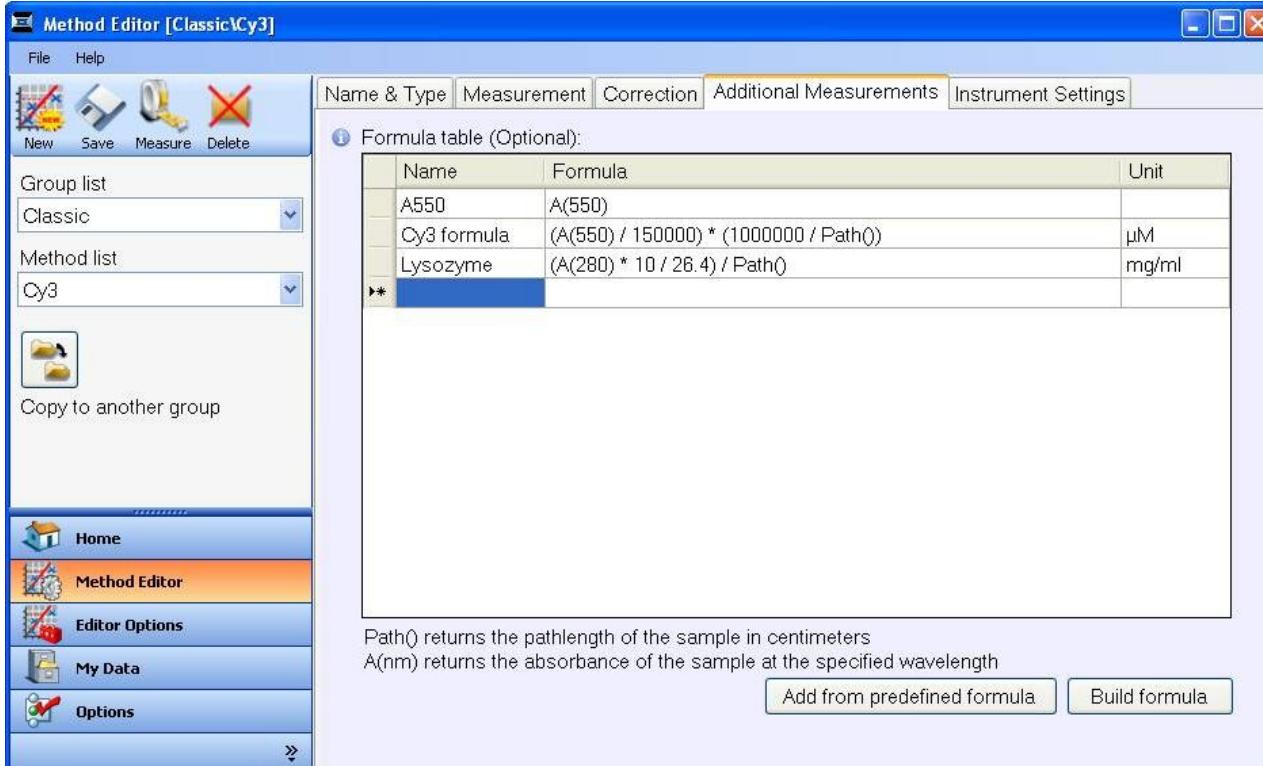 Method Editor [Classic\Cy3]
File Help
New Save Measure Delete
Group list
Classic
Method list
Cy3
Copy to another group
Home
Method Editor
Editor Options
My Data
Options
Name & Type Measurement Correction Additional Measurements Instrument Settings
Formula table (Optional):
Name Formula Unit
A550 A(550)
Cy3 formula (A(550) / 150000) * (1000000 / Path()) µM
Lysozyme (A(280) * 10 / 26.4) / Path() mg/ml
Path() returns the pathlength of the sample in centimeters
A(nm) returns the absorbance of the sample at the specified wavelength
Add from predefined formula Build formula